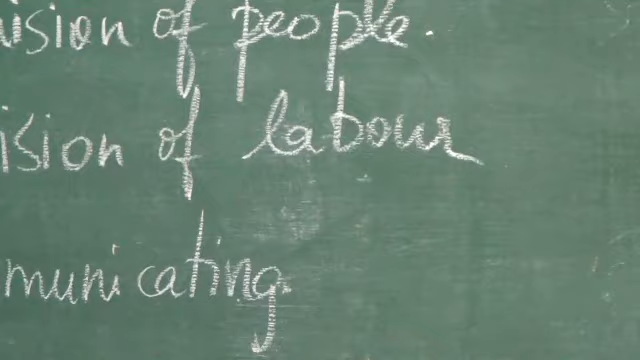 ision of people.
ision of labour
municating.